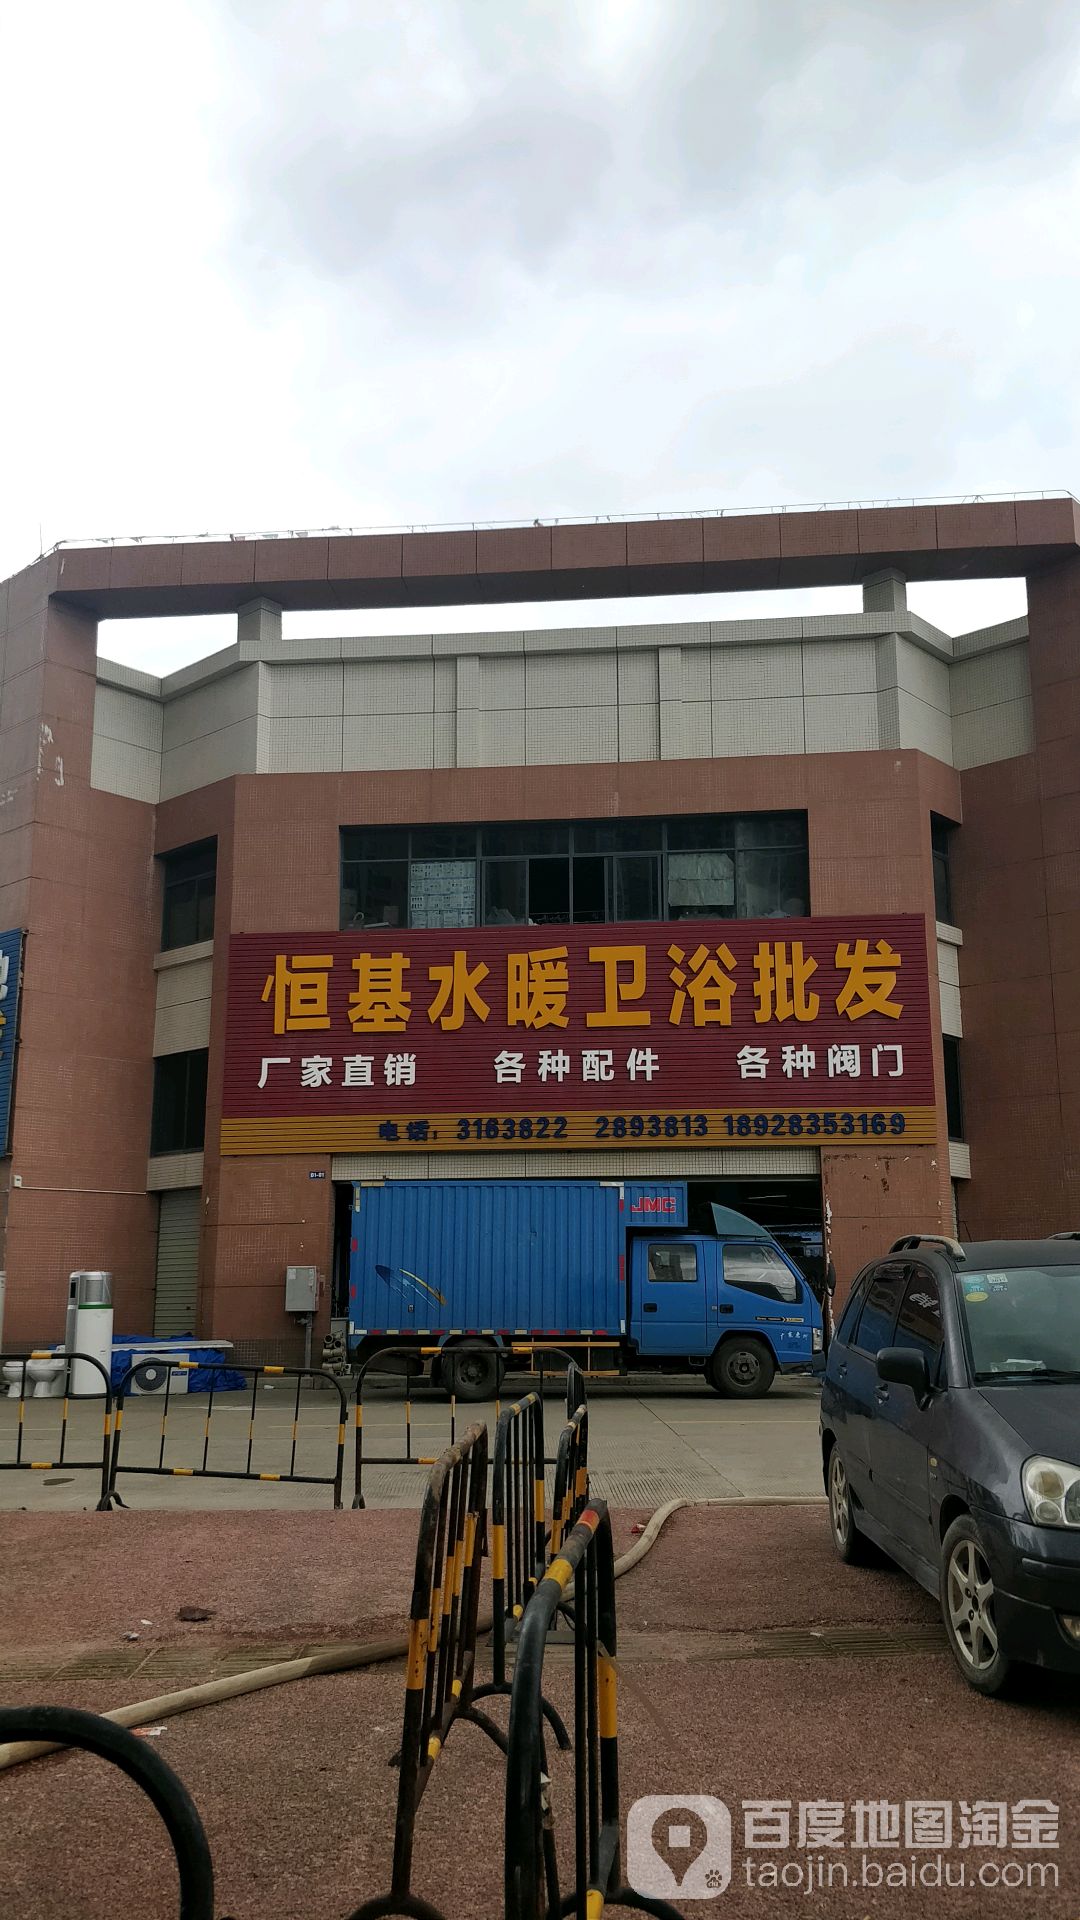 恒基水暖卫浴批发
厂家直销 各种配件 各种阀门
电话：3163822 2893813 18928353169
JMC
百度地图淘金
taojin.baidu.com